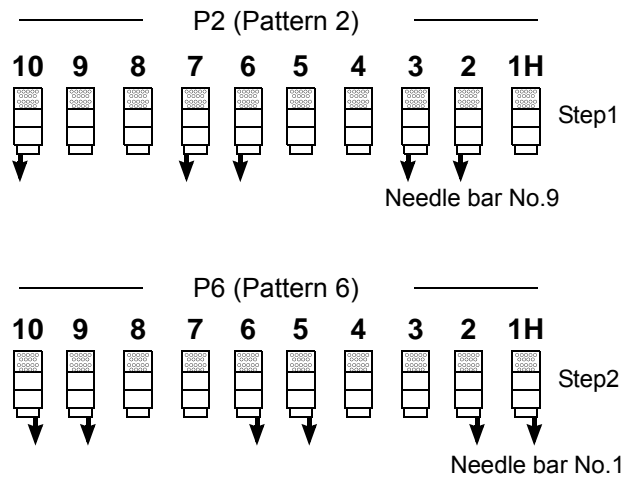 P2 (Pattern 2)
10 9 8 7 6 5 4 3 2 1H
Step1
Needle bar No.9
P6 (Pattern 6)
10 9 8 7 6 5 4 3 2 1H
Step2
Needle bar No.1